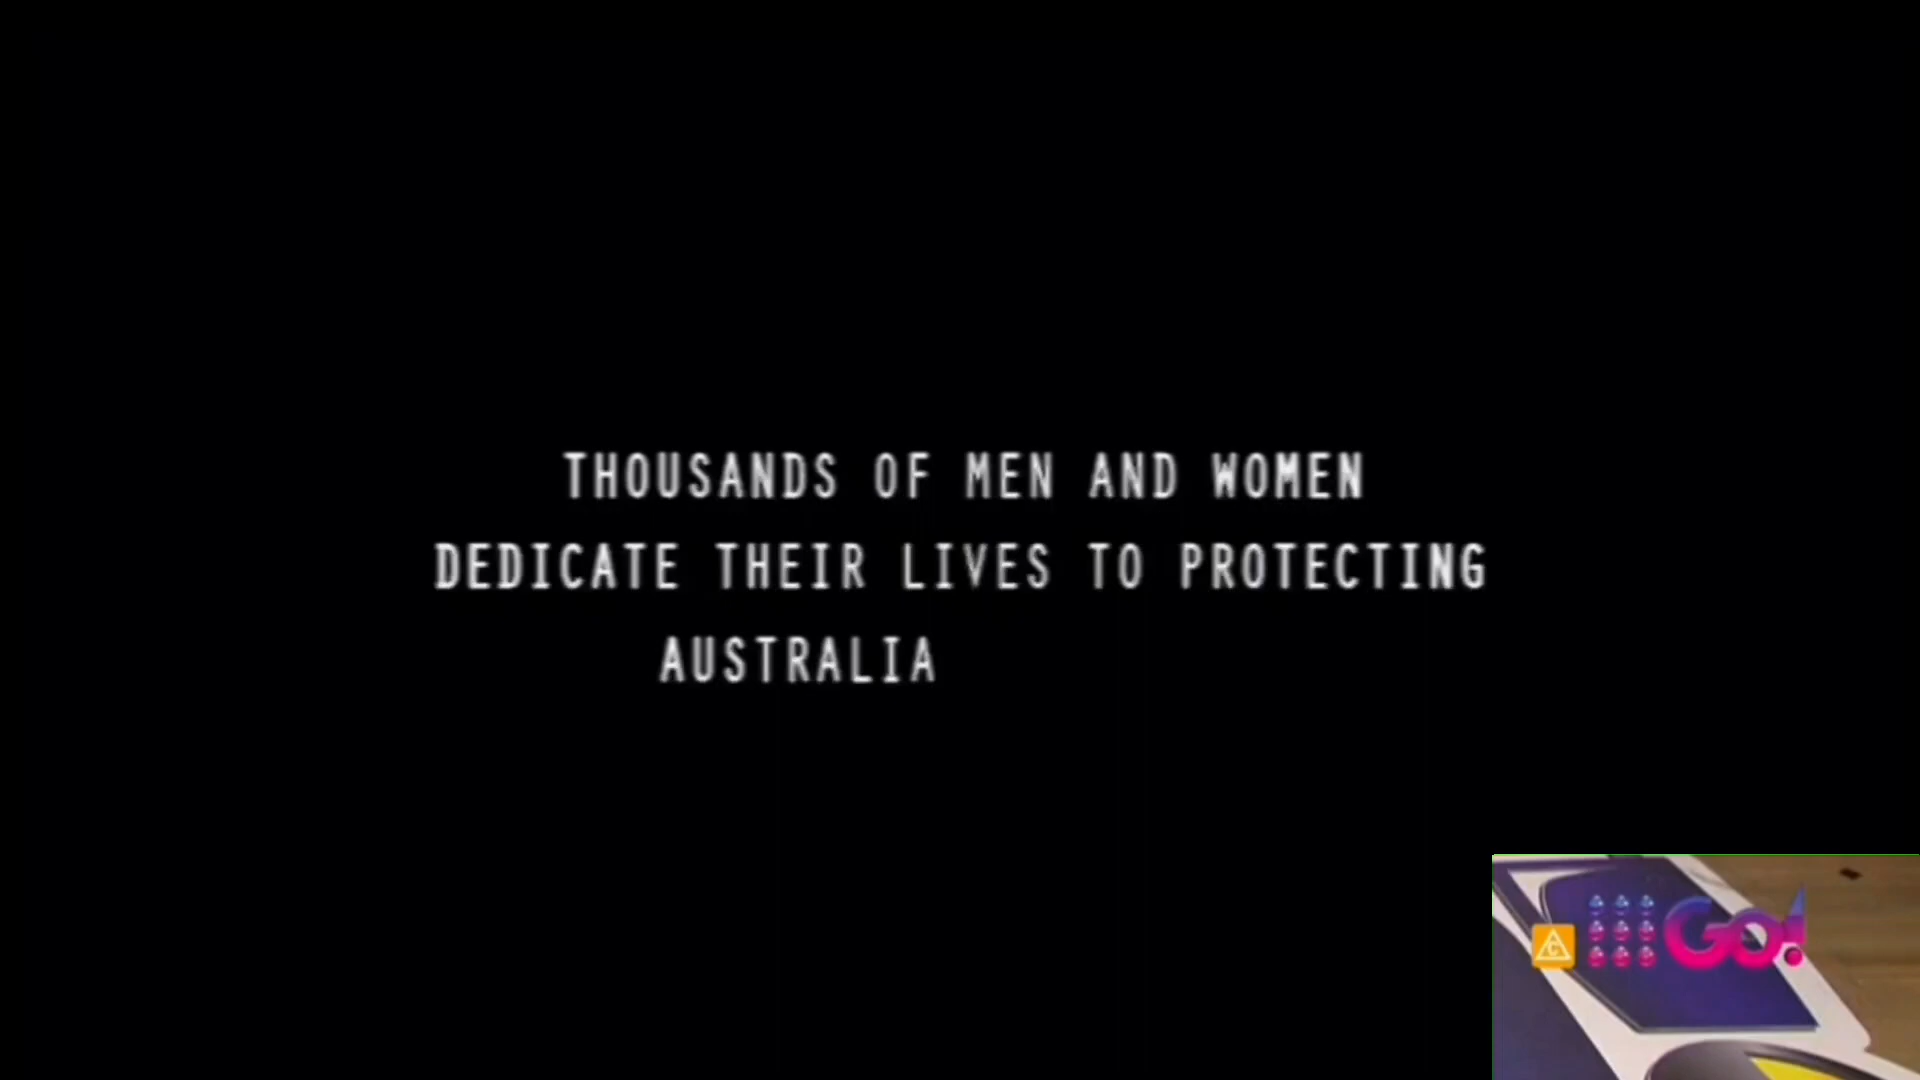 THOUSANDS OF MEN AND WOMEN
DEDICATE THEIR LIVES TO PROTECTING
AUSTRALIA
C
Go!